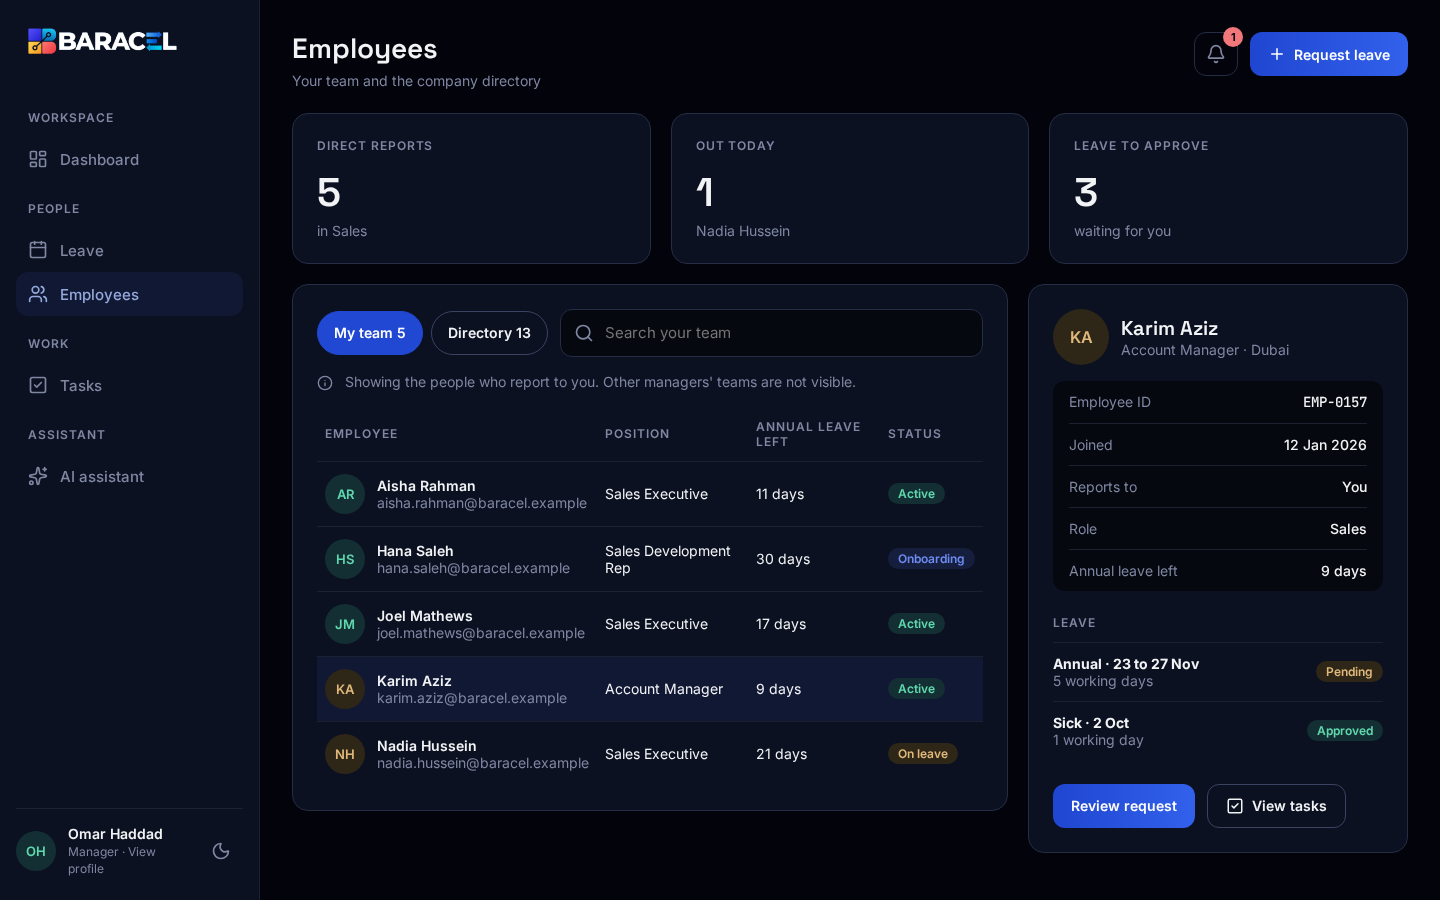 BARACEL
WORKSPACE
Dashboard
PEOPLE
Leave
Employees
WORK
Tasks
ASSISTANT
AI assistant
OH
Omar Haddad
Manager · View
profile
Employees
Your team and the company directory
1
Request leave
DIRECT REPORTS
5
in Sales
OUT TODAY
1
Nadia Hussein
LEAVE TO APPROVE
3
waiting for you
My team 5
Directory 13
Search your team
Showing the people who report to you. Other managers' teams are not visible.
EMPLOYEE POSITION ANNUAL LEAVE LEFT STATUS
AR
Aisha Rahman
aisha.rahman@baracel.example
Sales Executive
11 days
Active
HS
Hana Saleh
hana.saleh@baracel.example
Sales Development
Rep
30 days
Onboarding
JM
Joel Mathews
joel.mathews@baracel.example
Sales Executive
17 days
Active
KA
Karim Aziz
karim.aziz@baracel.example
Account Manager
9 days
Active
NH
Nadia Hussein
nadia.hussein@baracel.example
Sales Executive
21 days
On leave
KA
Karim Aziz
Account Manager · Dubai
Employee ID EMP-0157
Joined 12 Jan 2026
Reports to You
Role Sales
Annual leave left 9 days
LEAVE
Annual · 23 to 27 Nov
5 working days
Pending
Sick · 2 Oct
1 working day
Approved
Review request
View tasks